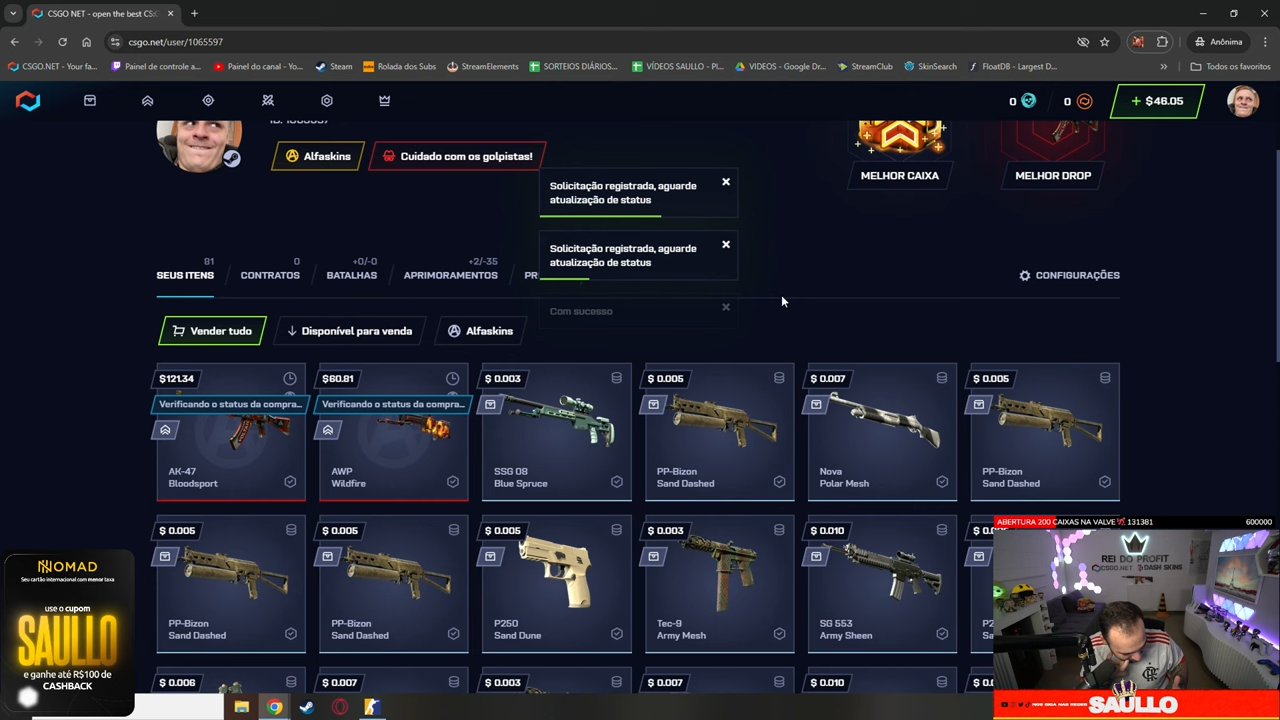 CSGO NET - open the best CS:
csgo.net/user/1065597
Anônima
CSGO.NET - Your fa...
Painel de controle a...
Painel do canal - Yo...
Steam
Rolada dos Subs
StreamElements
SORTEIOS DIÁRIOS...
VÍDEOS SAULLO - Pl...
VIDEOS - Google Dr...
StreamClub
SkinSearch
FloatDB - Largest D...
Todos os favoritos
0
0
+ $46.05
Alfaskins
Cuidado com os golpistas!
MELHOR CAIXA
MELHOR DROP
Solicitação registrada, aguarde
atualização de status
Solicitação registrada, aguarde
atualização de status
Com sucesso
81
SEUS ITENS
0
CONTRATOS
+0/-0
BATALHAS
+2/-35
APRIMORAMENTOS
PR
CONFIGURAÇÕES
Vender tudo
Disponível para venda
Alfaskins
$121.34
Verificando o status da compra...
AK-47
Bloodsport
$60.81
Verificando o status da compra...
AWP
Wildfire
$ 0.003
SSG 08
Blue Spruce
$ 0.005
PP-Bizon
Sand Dashed
$ 0.007
Nova
Polar Mesh
$ 0.005
PP-Bizon
Sand Dashed
$ 0.005
PP-Bizon
Sand Dashed
$ 0.005
PP-Bizon
Sand Dashed
$ 0.005
P250
Sand Dune
$ 0.003
Tec-9
Army Mesh
$ 0.010
SG 553
Army Sheen
$ 0.006
$ 0.003
$ 0.007
$ 0.010
NOMAD
Seu cartão internacional com menor taxa
use o cupom
SAULLO
e ganhe até R$100 de
CASHBACK
ABERTURA 200 CAIXAS NA VALVE 131381
600000
REI DO PROFIT
CSGO.NET
DASH SKINS
SAULLO